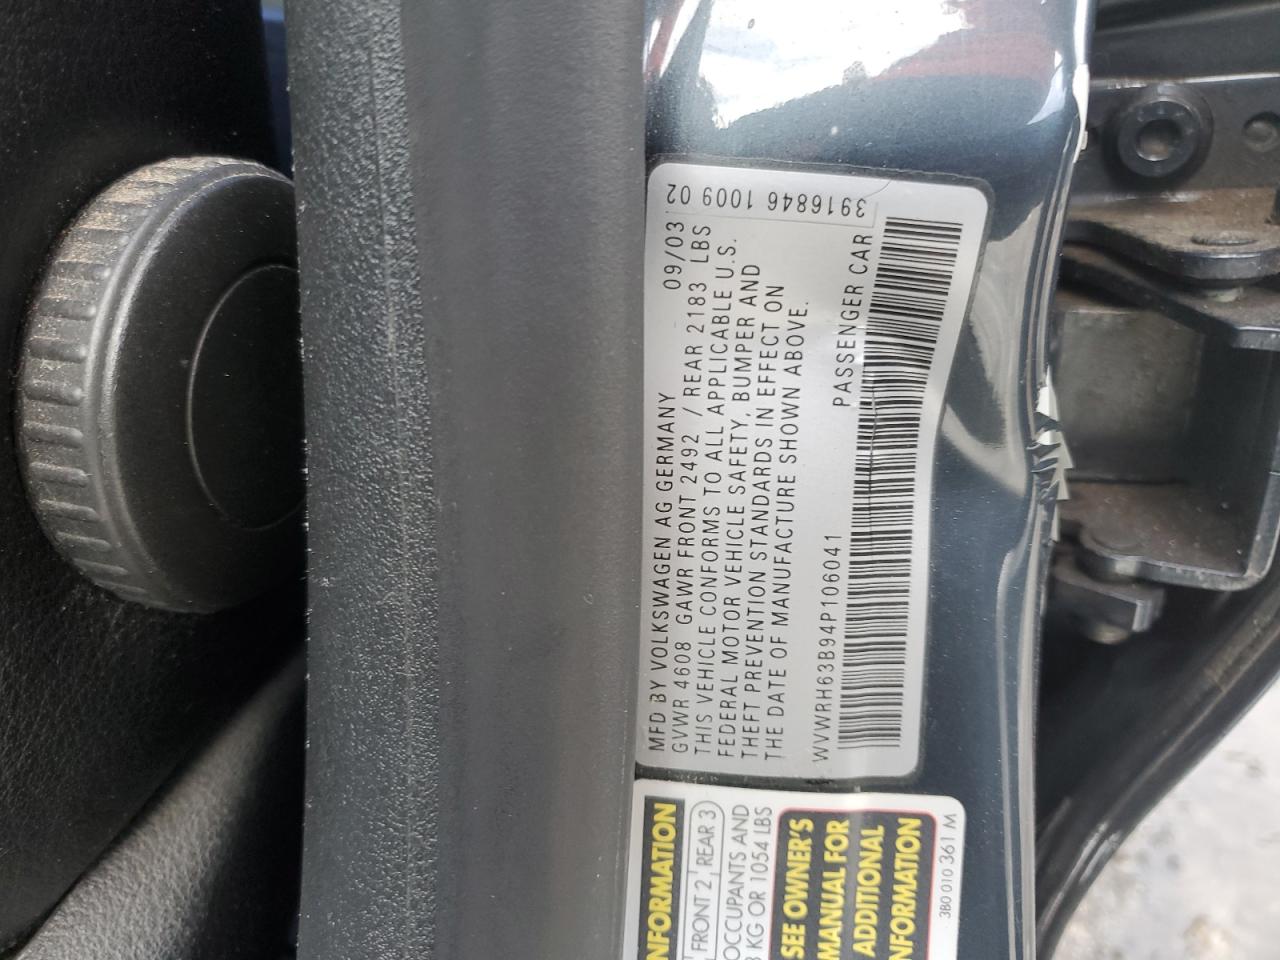 MFD BY VOLKSWAGEN AG GERMANY 09/03
GVWR 4608 GAWR FRONT 2492 / REAR 2183 LBS
THIS VEHICLE CONFORMS TO ALL APPLICABLE U.S.
FEDERAL MOTOR VEHICLE SAFETY, BUMPER AND
THEFT PREVENTION STANDARDS IN EFFECT ON
THE DATE OF MANUFACTURE SHOWN ABOVE.
WVWRH63B94P106041 PASSENGER CAR
3916846 1009 02
FRONT 2 REAR 3
OCCUPANTS AND
KG OR 1054 LBS
SEE OWNER'S
MANUAL FOR
ADDITIONAL
3B0 010 361 M